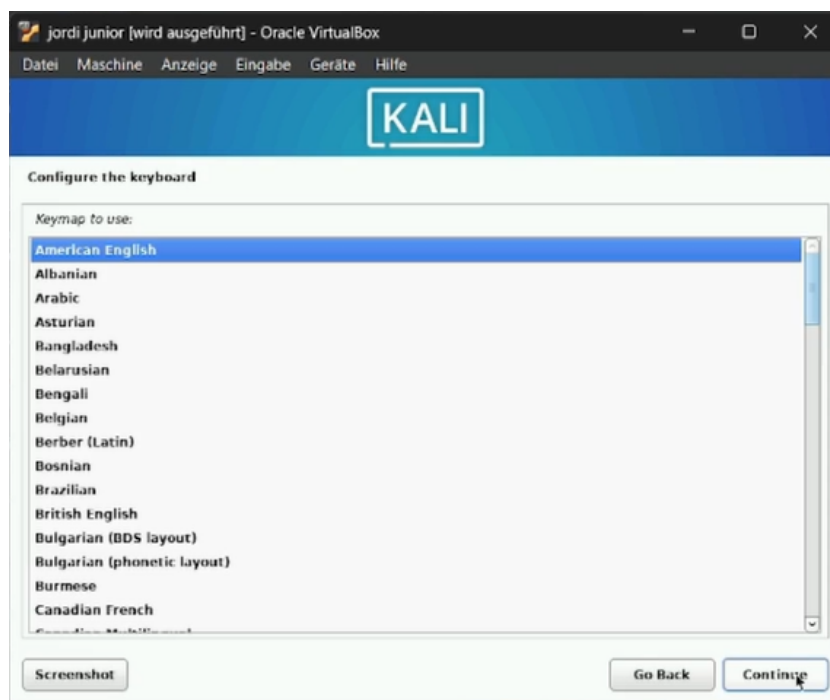 jordi junior [wird ausgeführt] - Oracle VirtualBox
Datei Maschine Anzeige Eingabe Geräte Hilfe
KALI
Configure the keyboard
Keymap to use:
American English
Albanian
Arabic
Asturian
Bangladesh
Belarusian
Bengali
Belgian
Berber (Latin)
Bosnian
Brazilian
British English
Bulgarian (BDS layout)
Bulgarian (phonetic layout)
Burmese
Canadian French
Canadian Multilingual
Screenshot Go Back Continue